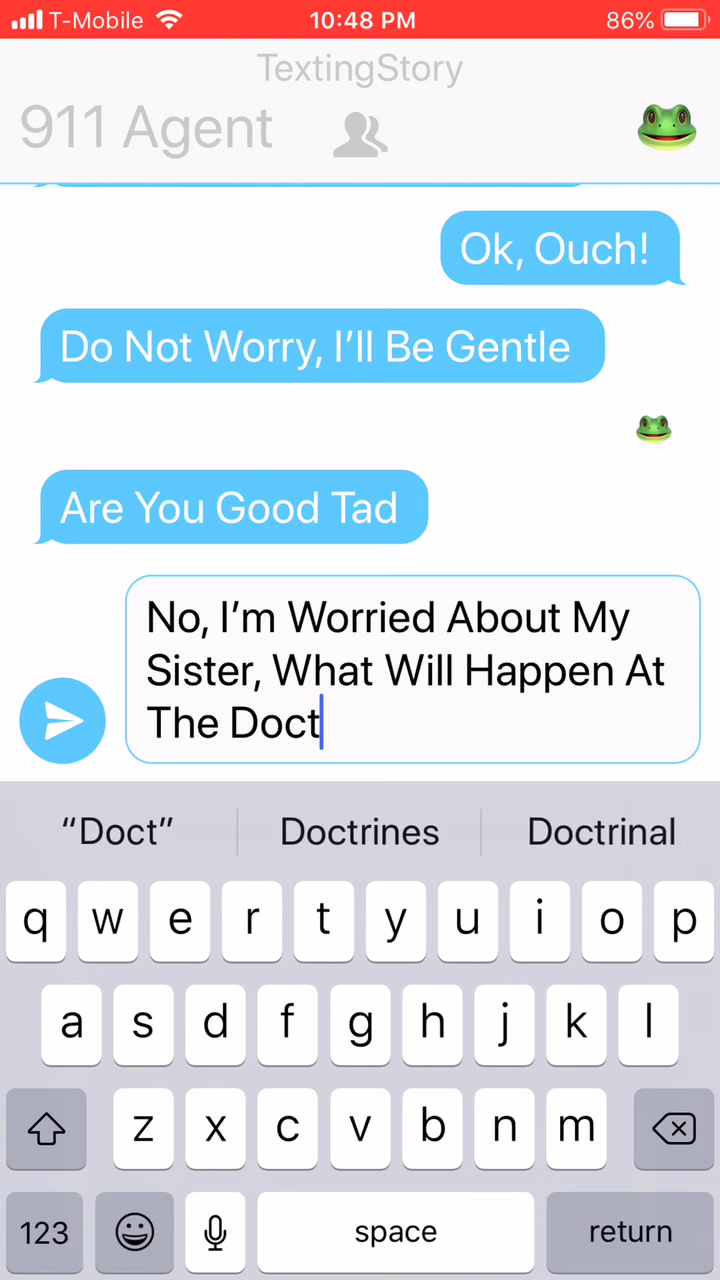 T-Mobile 10:48 PM 86%
TextingStory
911 Agent
Ok, Ouch!
Do Not Worry, I’ll Be Gentle
Are You Good Tad
No, I’m Worried About My
Sister, What Will Happen At
The Doct
“Doct” Doctrines Doctrinal
q w e r t y u i o p
a s d f g h j k l
z x c v b n m
123 space return